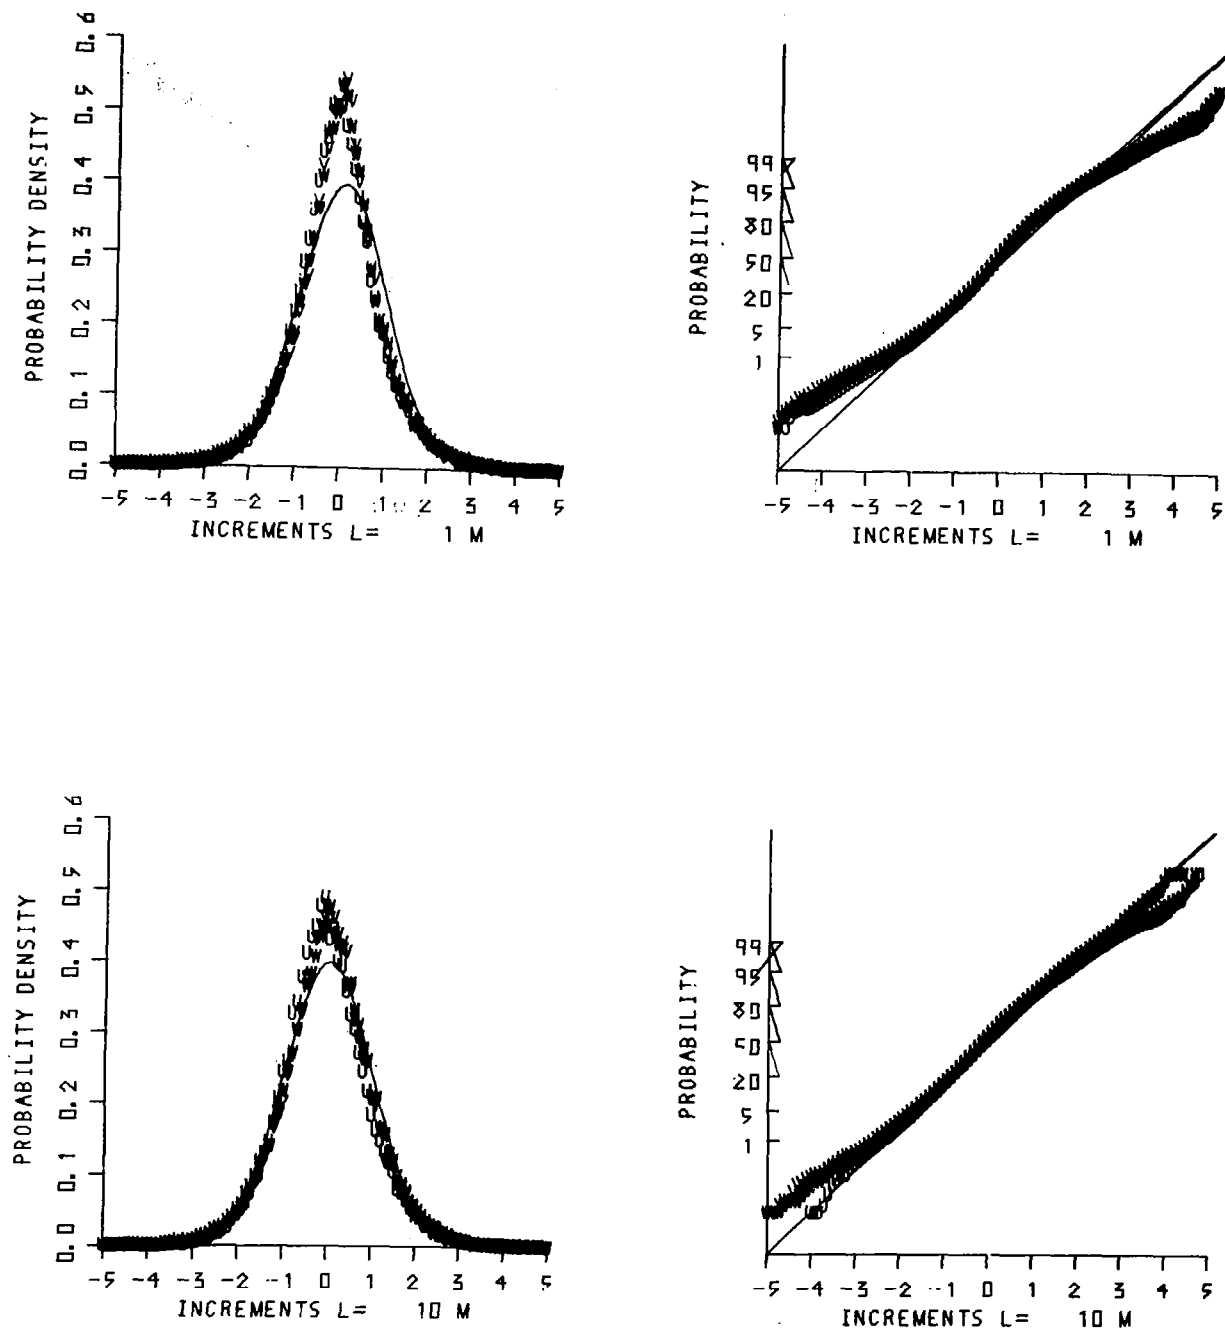 PROBABILITY DENSITY
0.6
0.5
0.4
0.3
0.2
0.1
0.0
-5 -4 -3 -2 -1 0 1 2 3 4 5
INCREMENTS L= 1 M
PROBABILITY
99
95
80
50
20
5
1
-5 -4 -3 -2 -1 0 1 2 3 4 5
INCREMENTS L= 1 M
PROBABILITY DENSITY
0.6
0.5
0.4
0.3
0.2
0.1
0.0
-5 -4 -3 -2 -1 0 1 2 3 4 5
INCREMENTS L= 10 M
PROBABILITY
99
95
80
50
20
5
1
-5 -4 -3 -2 -1 0 1 2 3 4 5
INCREMENTS L= 10 M